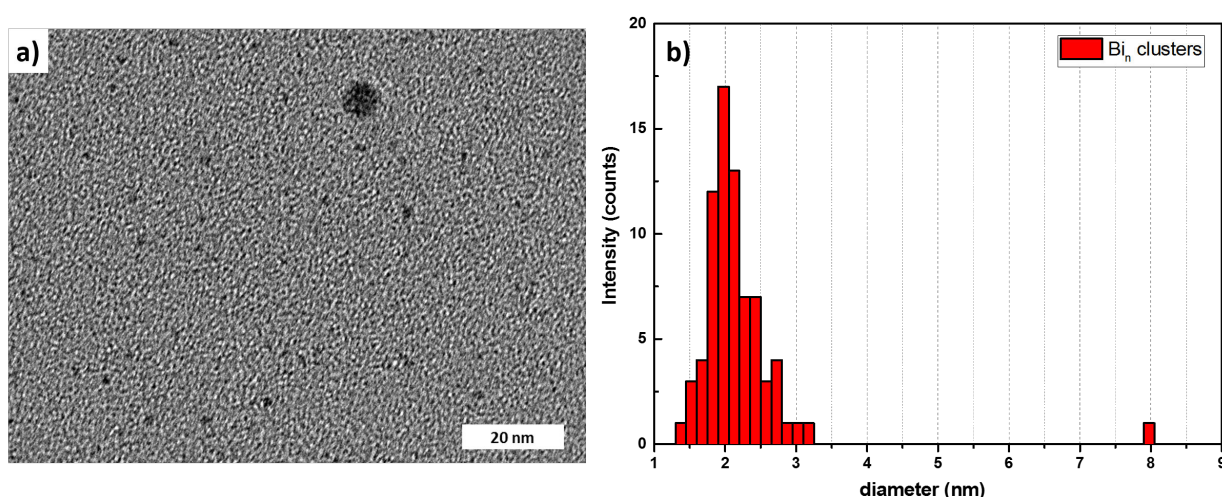 a)
20 nm
b)
Bin clusters
Intensity (counts)
20
15
10
5
0
1 2 3 4 5 6 7 8 9
diameter (nm)